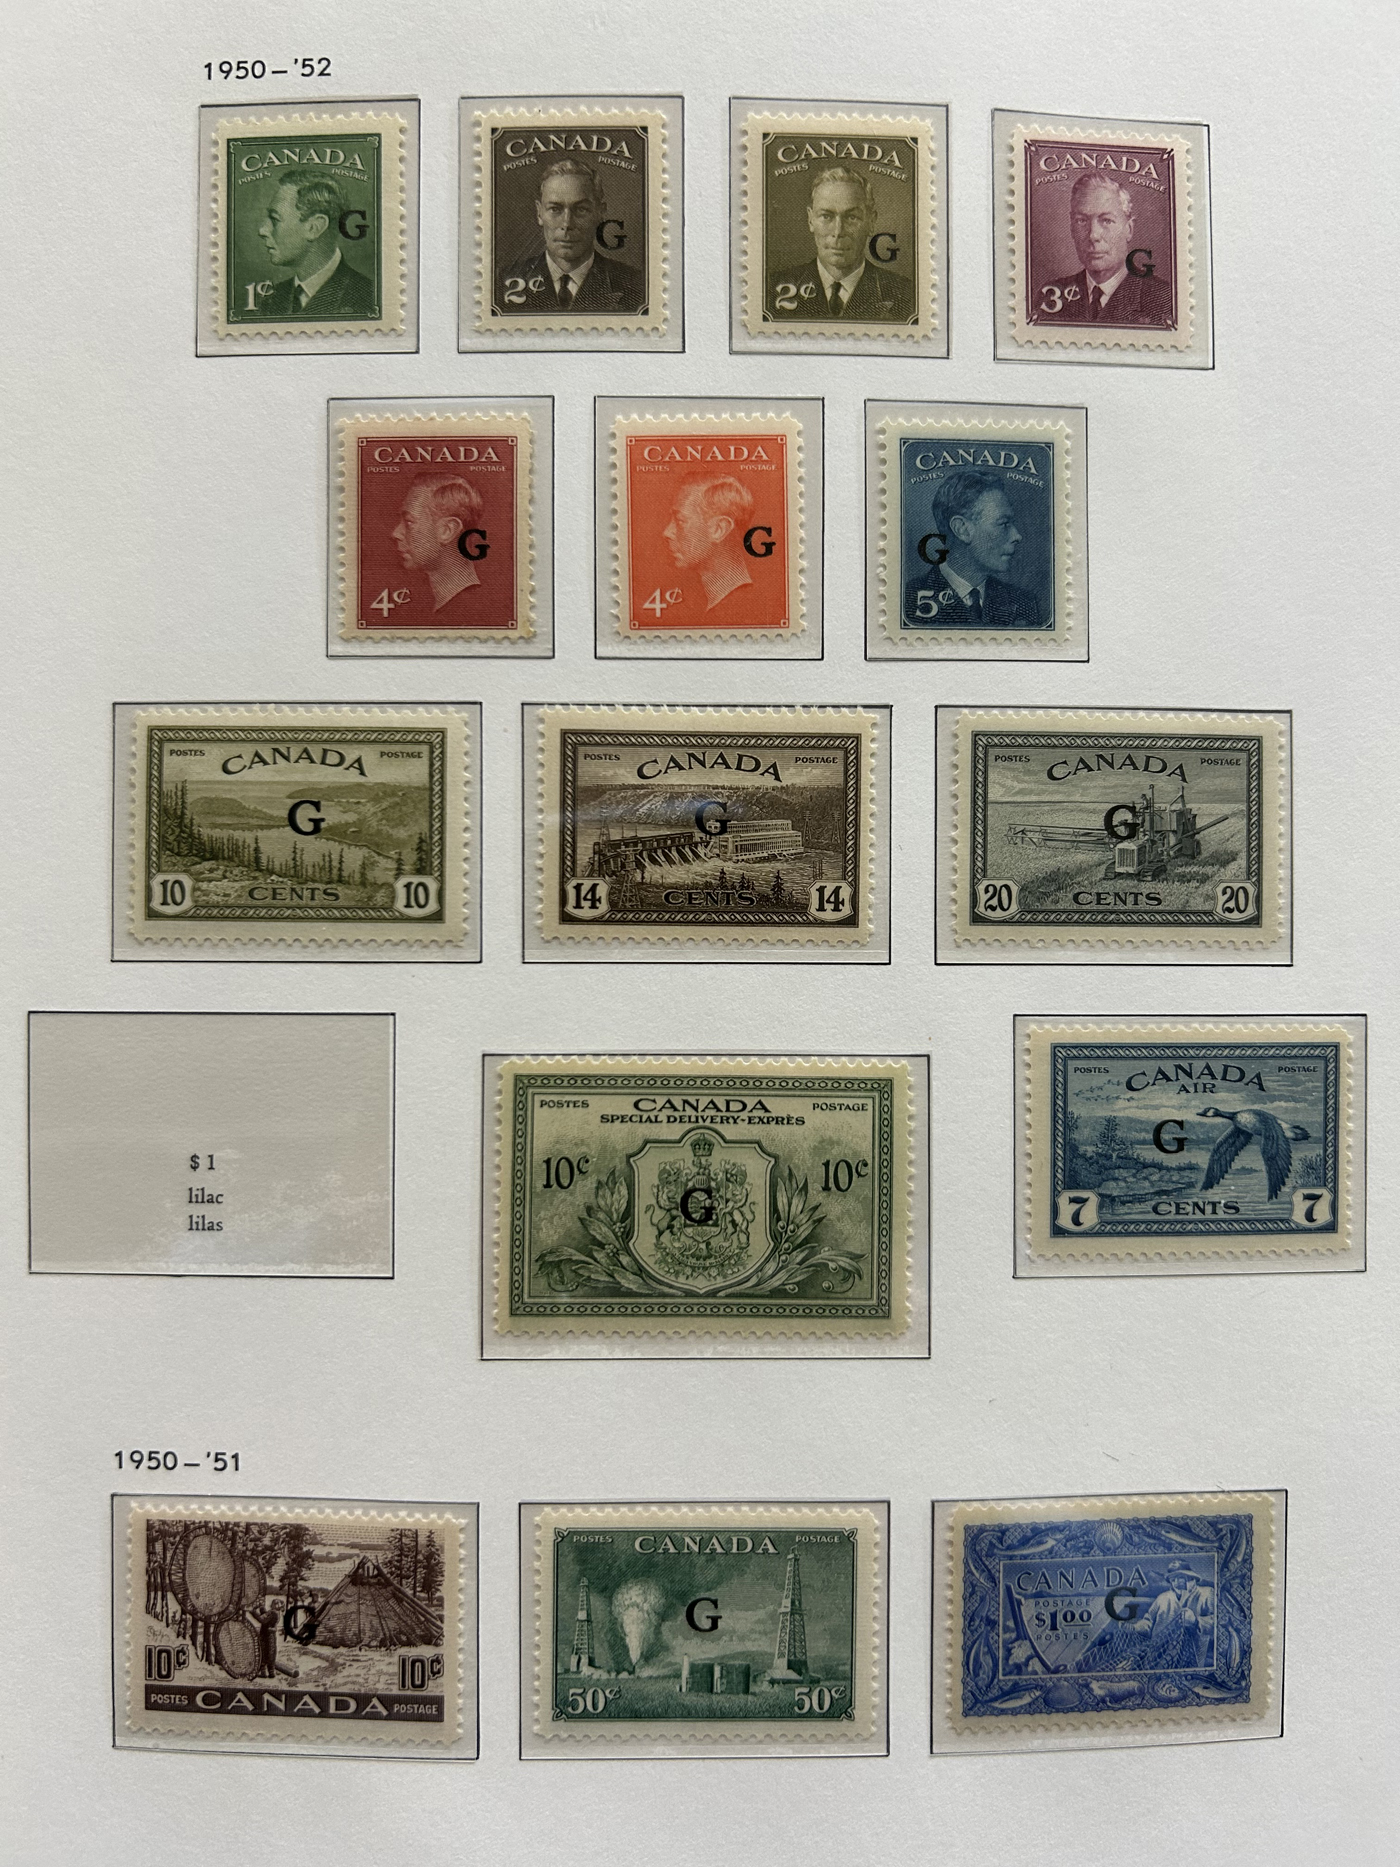 1950–'52
CANADA
POSTES POSTAGE
G
1¢
CANADA
POSTES POSTAGE
G
2¢
CANADA
POSTES POSTAGE
G
2¢
CANADA
POSTES POSTAGE
G
3¢
CANADA
POSTES POSTAGE
G
4¢
CANADA
POSTES POSTAGE
G
4¢
CANADA
POSTES POSTAGE
G
5¢
POSTES CANADA POSTAGE
G
10 CENTS 10
POSTES CANADA POSTAGE
G
14 CENTS 14
POSTES CANADA POSTAGE
G
20 CENTS 20
$1
lilac
lilas
POSTES CANADA POSTAGE
SPECIAL DELIVERY-EXPRÈS
10¢ 10¢
G
POSTES CANADA POSTAGE
AIR
G
7 CENTS 7
1950–'51
G
10¢ 10¢
POSTES CANADA POSTAGE
POSTES CANADA POSTAGE
G
50¢ 50¢
CANADA
G
POSTAGE
$1.00
POSTES